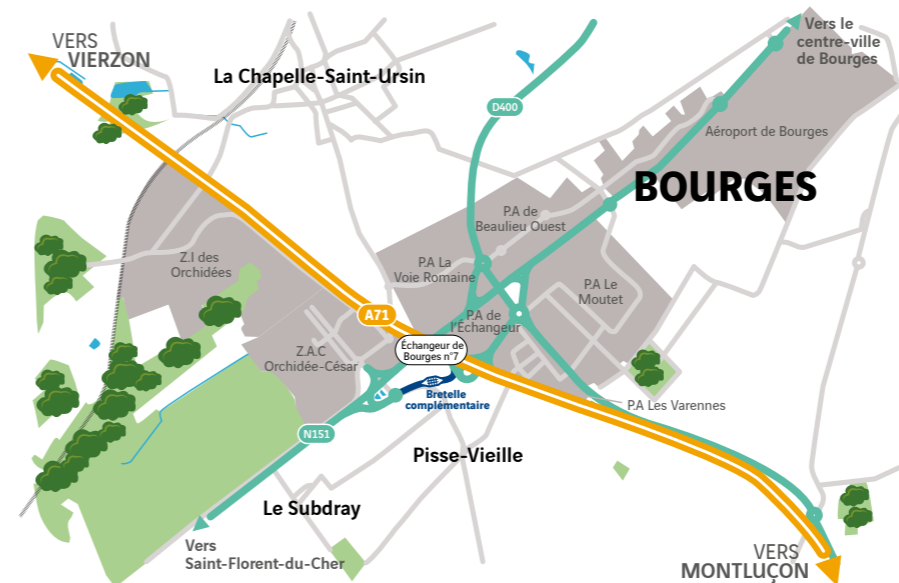 VERS
VIERZON
La Chapelle-Saint-Ursin
Vers le
centre-ville
de Bourges
D400
Aéroport de Bourges
BOURGES
P.A de
Beaulieu Ouest
Z.I des
Orchidées
P.A La
Voie Romaine
P.A Le
Moutet
A71
P.A de
l'Échangeur
Échangeur de
Bourges n°7
Z.A.C
Orchidée-César
Bretelle
complémentaire
P.A Les Varennes
N151
Pisse-Vieille
Le Subdray
Vers
Saint-Florent-du-Cher
VERS
MONTLUÇON